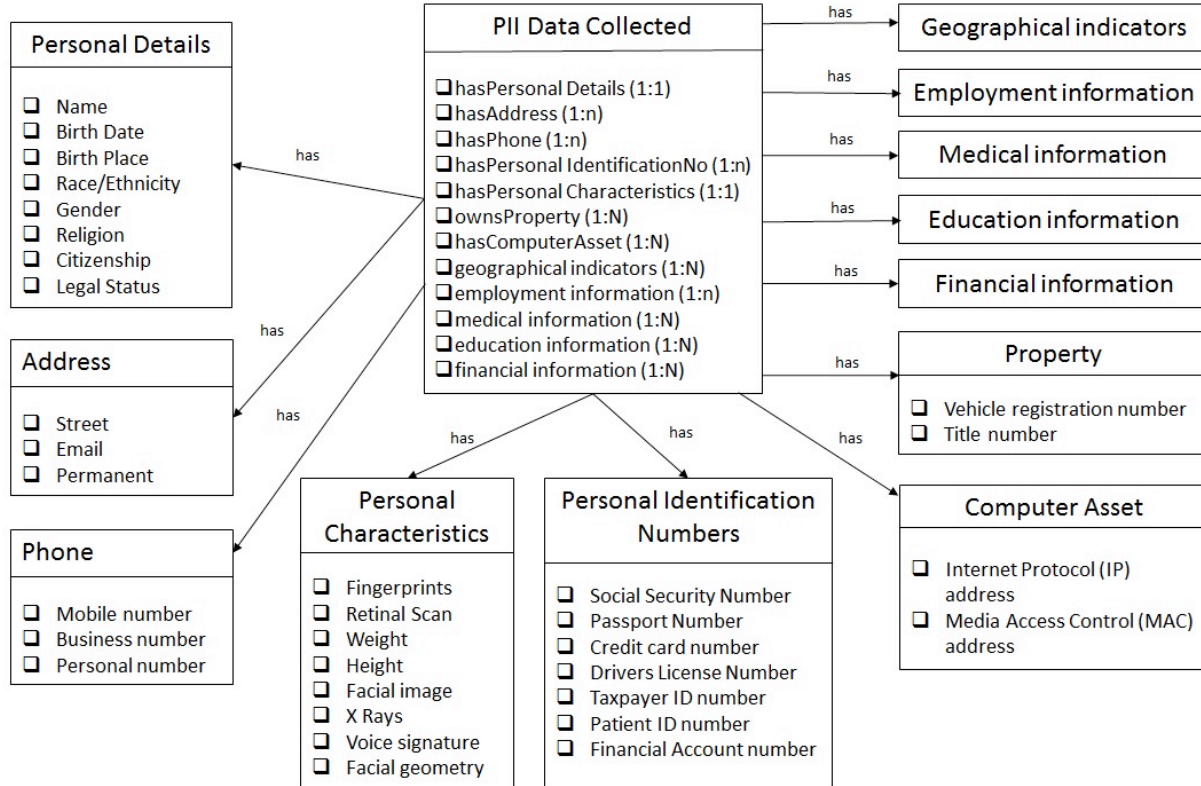 Personal Details
❑ Name
❑ Birth Date
❑ Birth Place
❑ Race/Ethnicity
❑ Gender
❑ Religion
❑ Citizenship
❑ Legal Status
Address
❑ Street
❑ Email
❑ Permanent
Phone
❑ Mobile number
❑ Business number
❑ Personal number
has
has
has
PII Data Collected
❑hasPersonal Details (1:1)
❑hasAddress (1:n)
❑hasPhone (1:n)
❑hasPersonal IdentificationNo (1:n)
❑hasPersonal Characteristics (1:1)
❑ownsProperty (1:N)
❑hasComputerAsset (1:N)
❑geographical indicators (1:N)
❑employment information (1:n)
❑medical information (1:N)
❑education information (1:N)
❑financial information (1:N)
has
has
Personal
Characteristics
❑ Fingerprints
❑ Retinal Scan
❑ Weight
❑ Height
❑ Facial image
❑ X Rays
❑ Voice signature
❑ Facial geometry
Personal Identification
Numbers
❑ Social Security Number
❑ Passport Number
❑ Credit card number
❑ Drivers License Number
❑ Taxpayer ID number
❑ Patient ID number
❑ Financial Account number
has
Geographical indicators
has
Employment information
has
Medical information
has
Education information
has
Financial information
has
Property
❑ Vehicle registration number
❑ Title number
has
Computer Asset
❑ Internet Protocol (IP)
address
❑ Media Access Control (MAC)
address